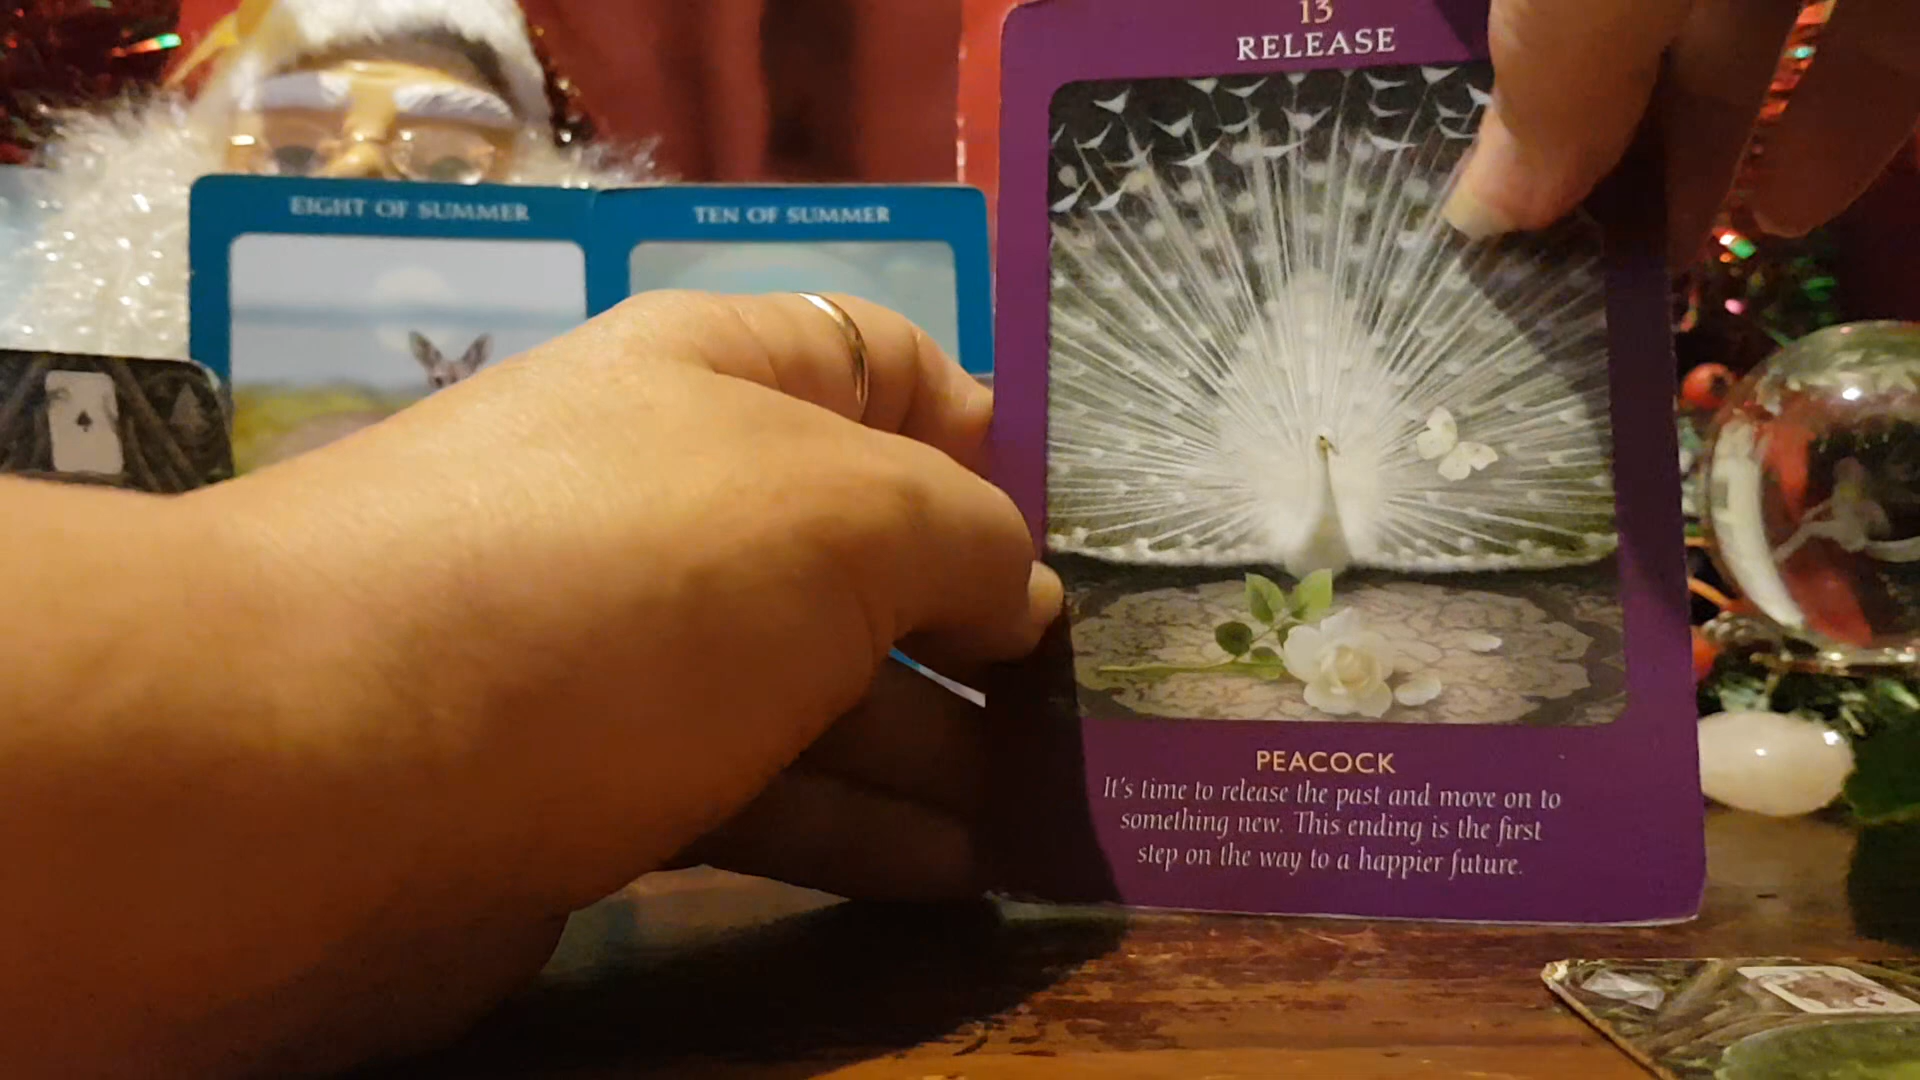 EIGHT OF SUMMER
TEN OF SUMMER
13
RELEASE
PEACOCK
It's time to release the past and move on to
something new. This ending is the first
step on the way to a happier future.